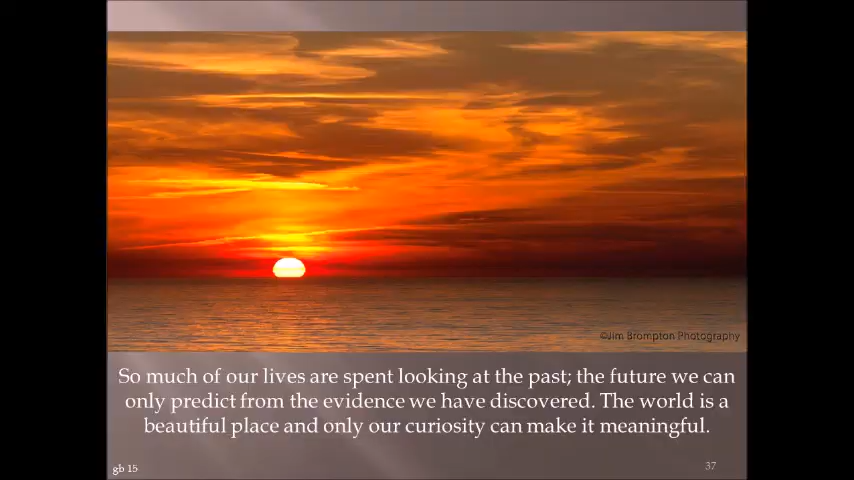 ©Jim Brompton Photography
So much of our lives are spent looking at the past; the future we can
only predict from the evidence we have discovered. The world is a
beautiful place and only our curiosity can make it meaningful.
gb 15
37